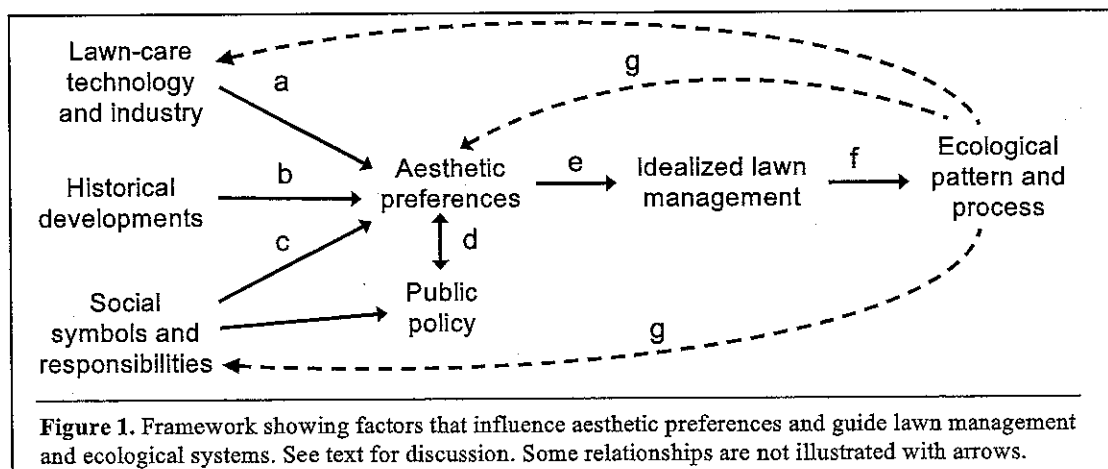 Lawn-care
technology
and industry
a
g
Historical
developments
b
Aesthetic
preferences
e
Idealized lawn
management
f
Ecological
pattern and
process
c
d
Social
symbols and
responsibilities
Public
policy
g
Figure 1. Framework showing factors that influence aesthetic preferences and guide lawn management
and ecological systems. See text for discussion. Some relationships are not illustrated with arrows.